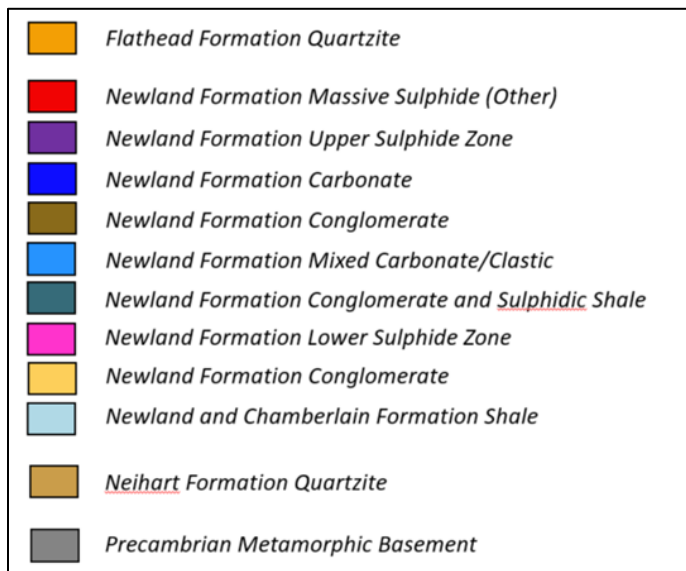 Flathead Formation Quartzite
Newland Formation Massive Sulphide (Other)
Newland Formation Upper Sulphide Zone
Newland Formation Carbonate
Newland Formation Conglomerate
Newland Formation Mixed Carbonate/Clastic
Newland Formation Conglomerate and Sulphidic Shale
Newland Formation Lower Sulphide Zone
Newland Formation Conglomerate
Newland and Chamberlain Formation Shale
Neihart Formation Quartzite
Precambrian Metamorphic Basement